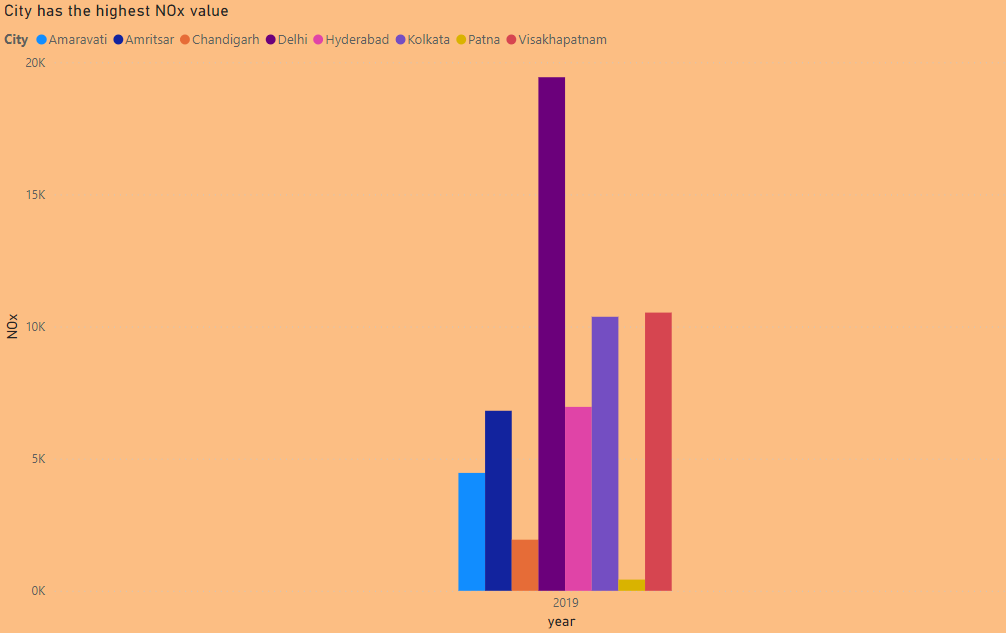 City has the highest NOx value
City Amaravati Amritsar Chandigarh Delhi Hyderabad Kolkata Patna Visakhapatnam
20K
15K
NOx
10K
5K
0K
2019
year